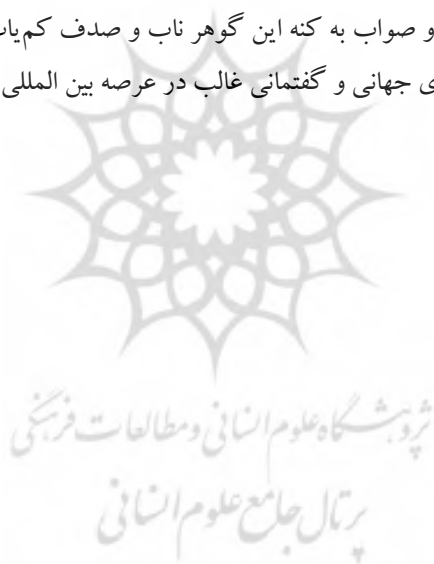 و صواب به کنه این گوهر ناب و صدف کم‌یاب
ی جهانی و گفتمانی غالب در عرصه بین المللی
پژوهشگاه علوم انسانی و مطالعات فرهنگی
پرتال جامع علوم انسانی